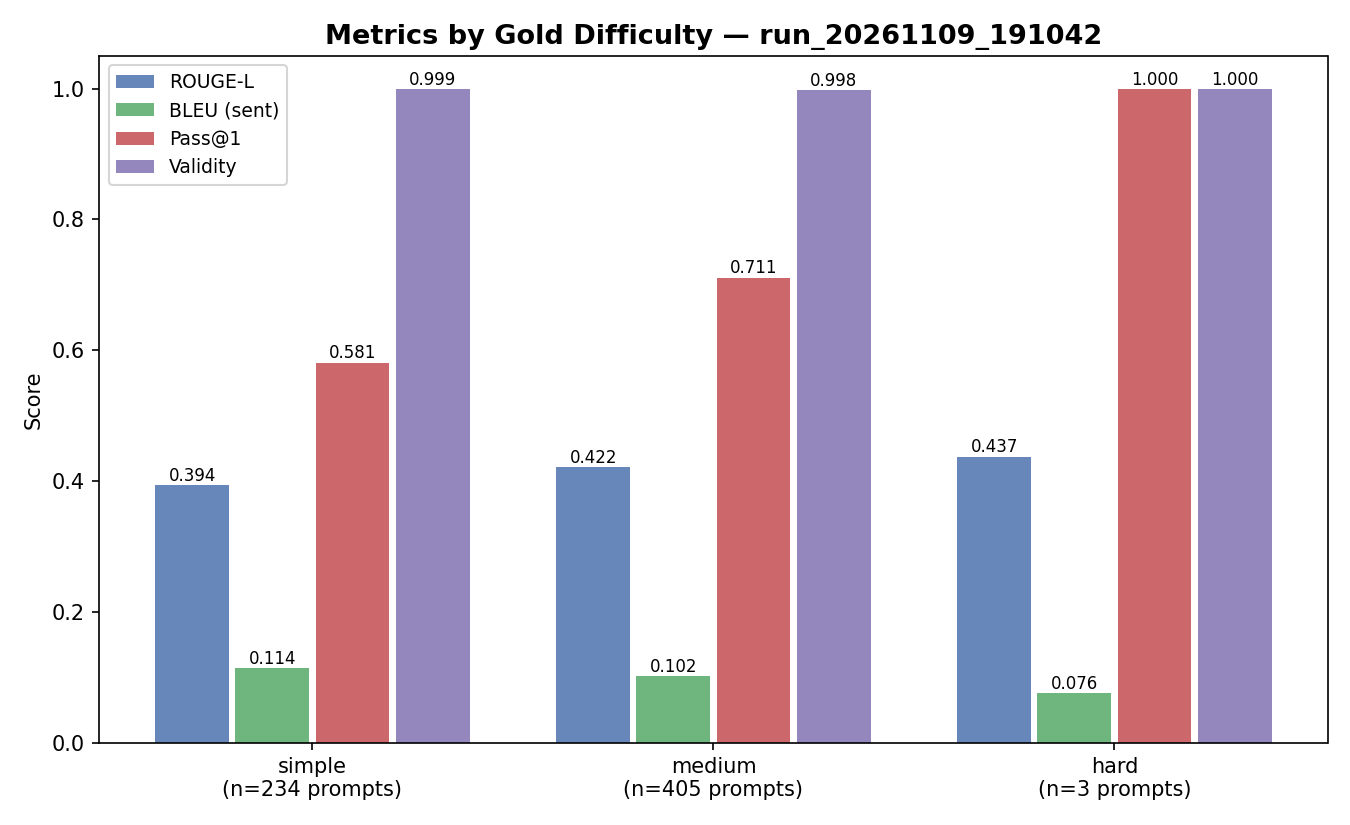 Metrics by Gold Difficulty — run_20261109_191042
ROUGE-L
BLEU (sent)
Pass@1
Validity
Score
1.0
0.8
0.6
0.4
0.2
0.0
0.394
0.114
0.581
0.999
0.422
0.102
0.711
0.998
0.437
0.076
1.000
1.000
simple
(n=234 prompts)
medium
(n=405 prompts)
hard
(n=3 prompts)